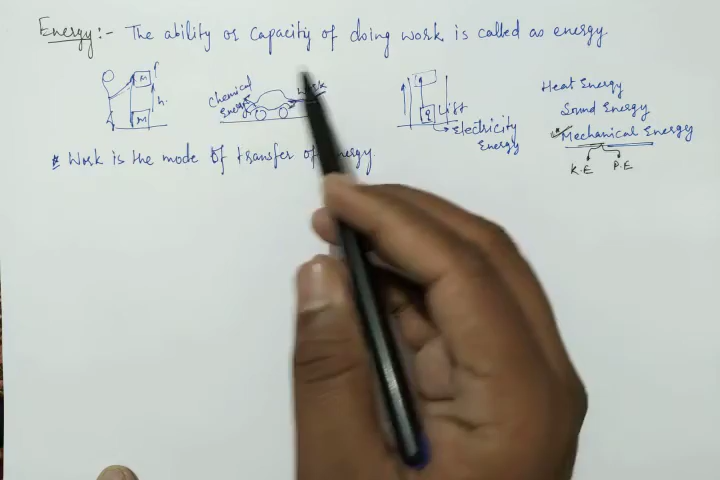 Energy:- The ability or capacity of doing work is called as energy
M F
h
M
Chemical Energy
Lift
Electricity Energy
Heat Energy
Sound Energy
* Mechanical Energy
K.E P.E
* Work is the mode of transfer of energy